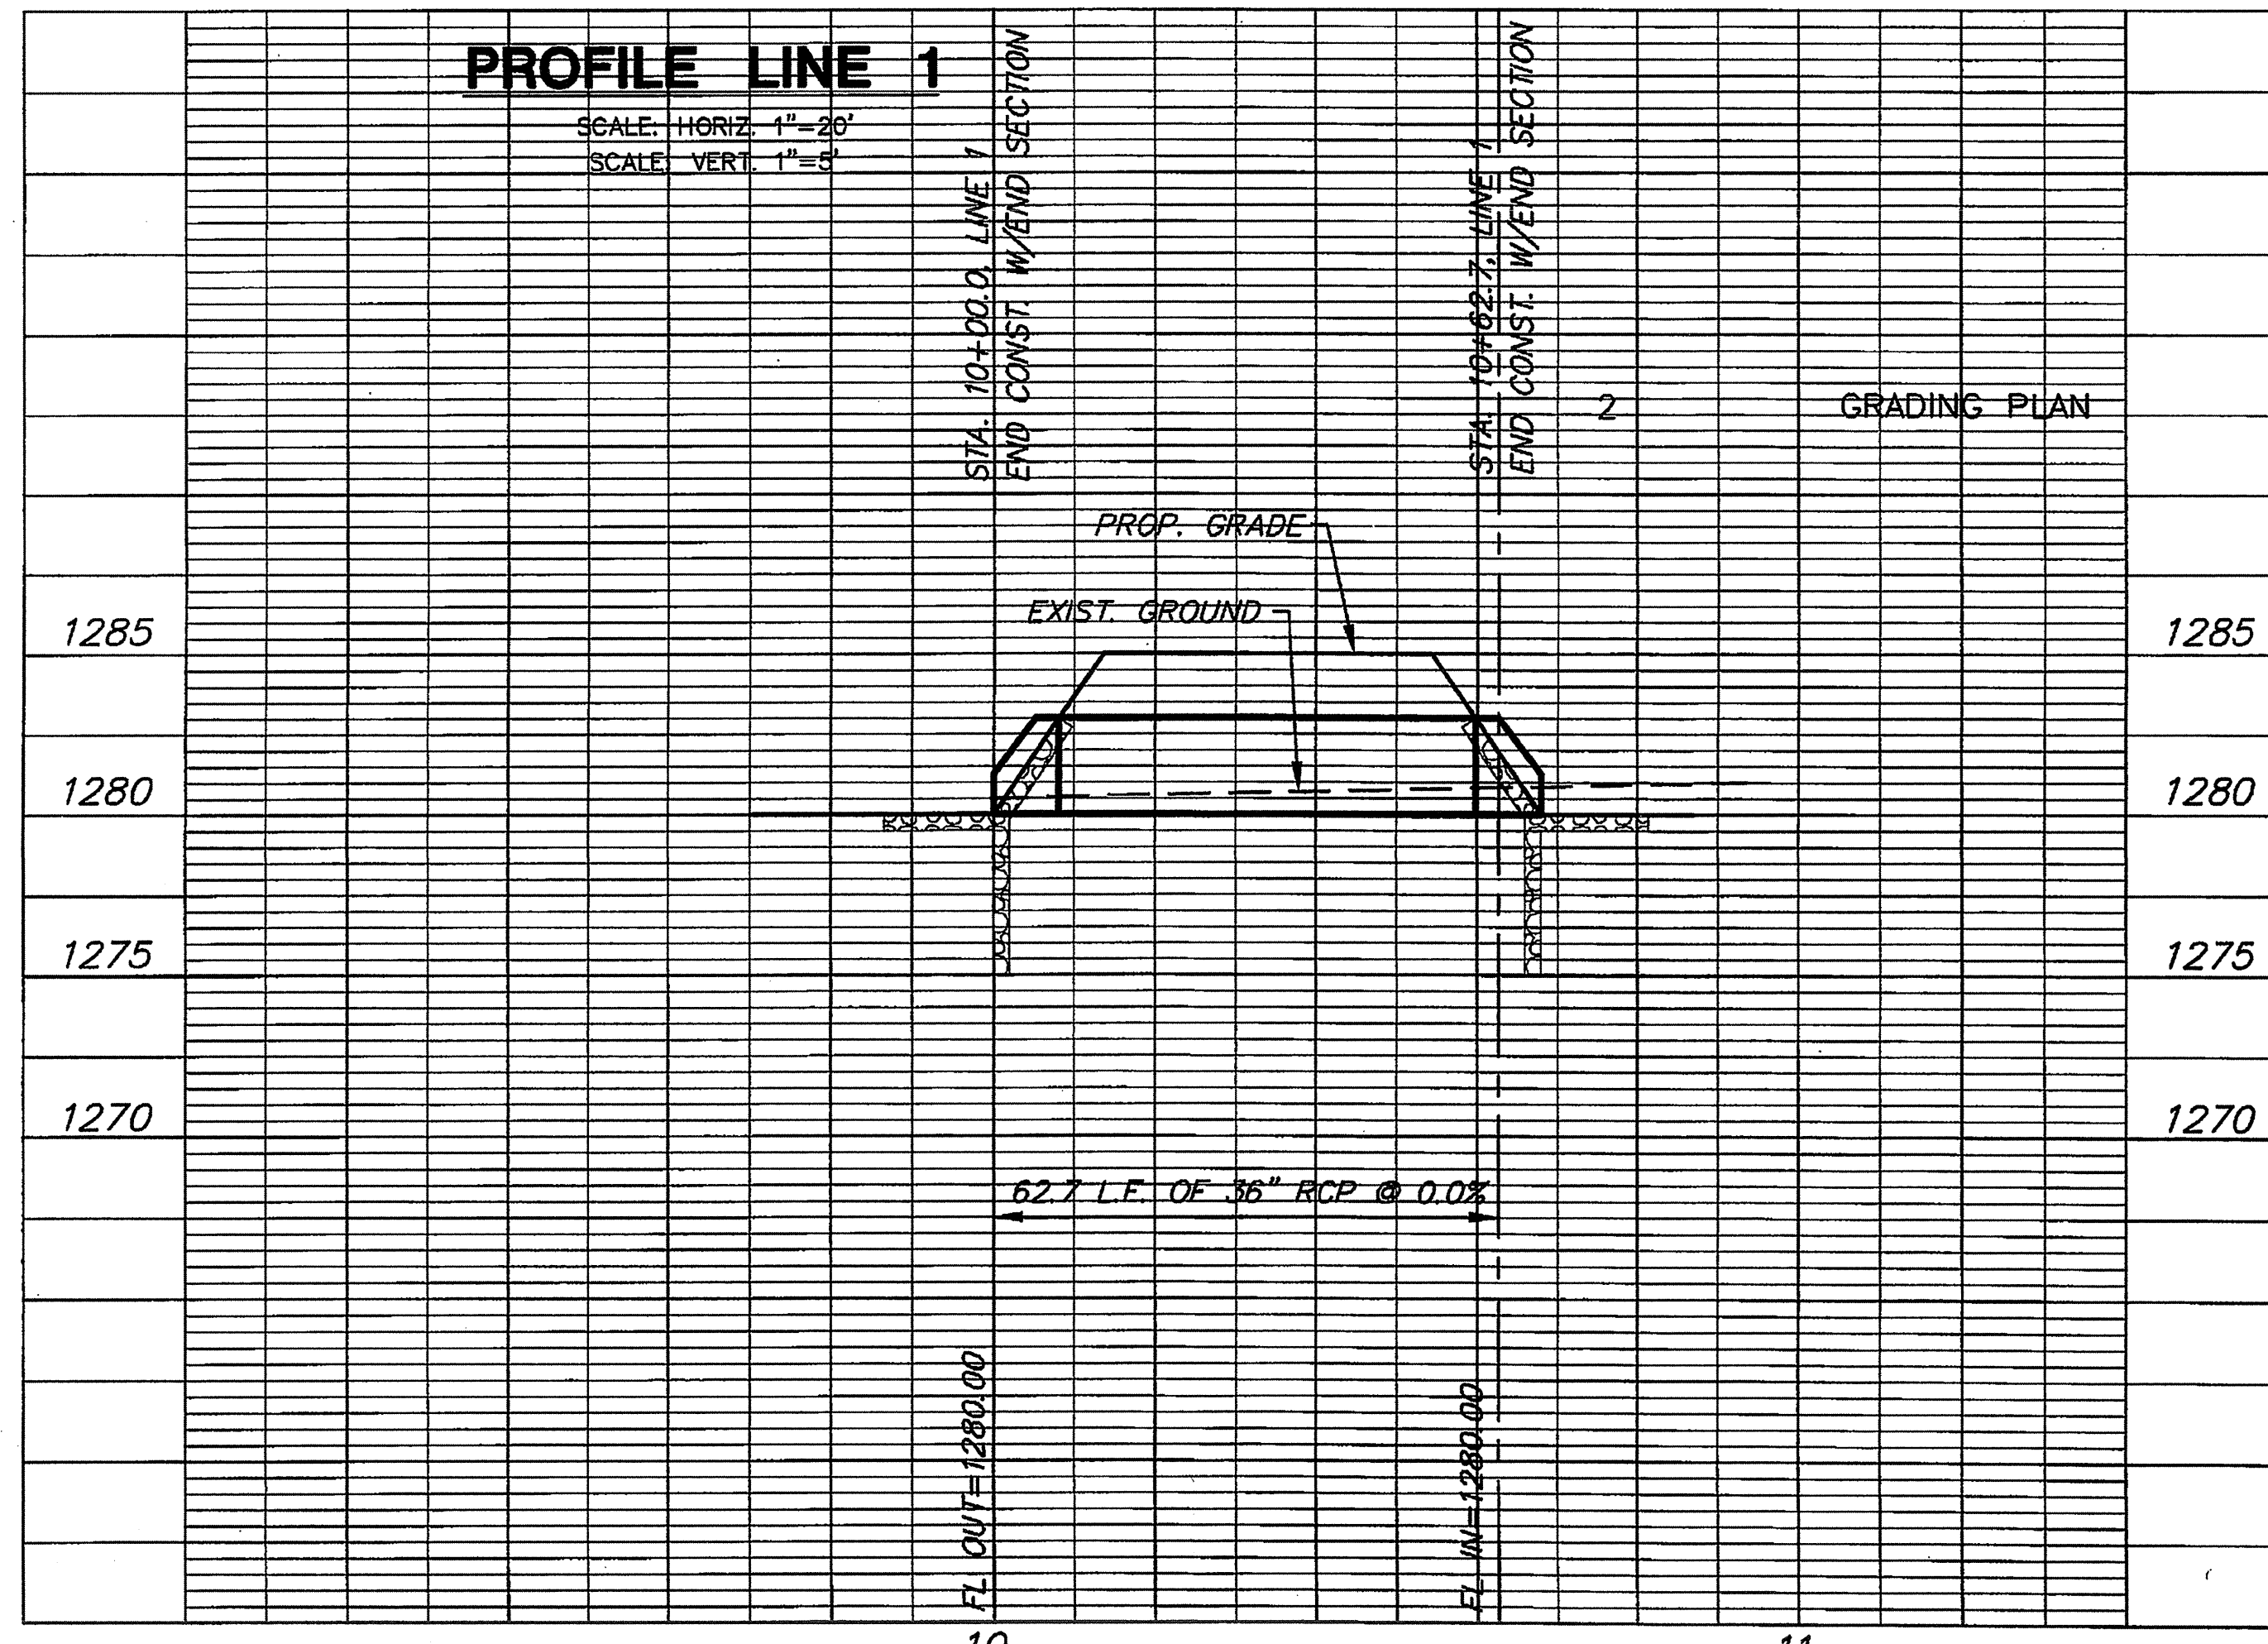 PROFILE LINE 1
SCALE: HORIZ. 1"=20'
SCALE: VERT. 1"=5'
STA. 10+00.0, LINE 1
END CONST. W/END SECTION
STA. 10+62.7, LINE 1
END CONST. W/END SECTION
2 GRADING PLAN
PROP. GRADE
EXIST. GROUND
1285 1285
1280 1280
1275 1275
1270 1270
62.7 L.F. OF 36" RCP @ 0.0%
FL OUT=1280.00
FL IN=1280.00
10 11